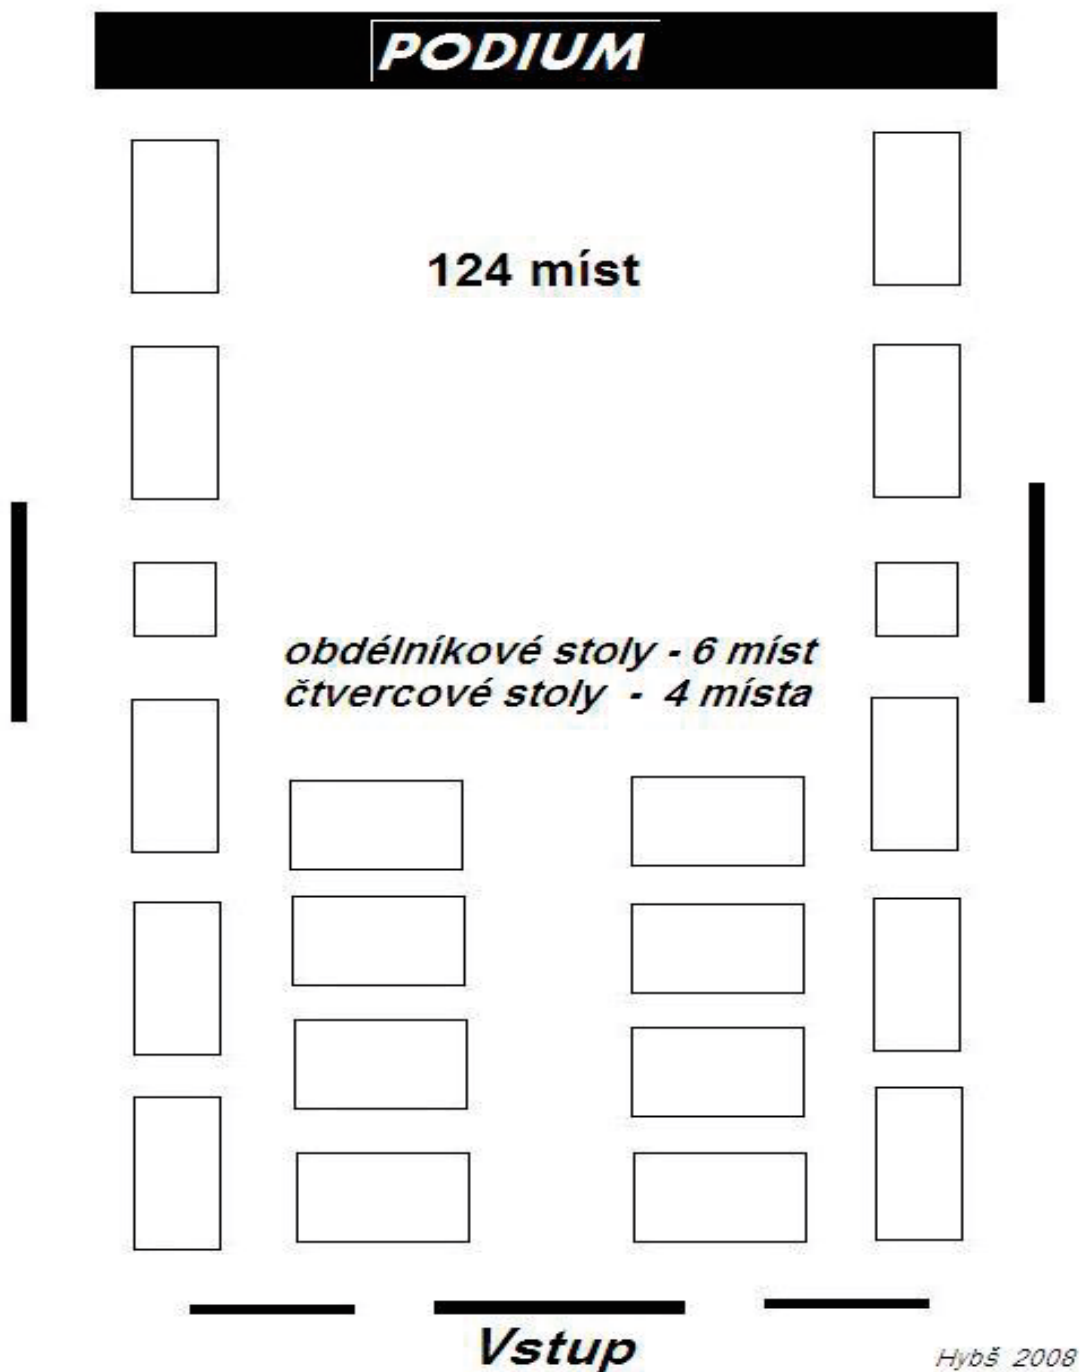 PODIUM
124 míst
obdélníkové stoly - 6 míst
čtvercové stoly - 4 místa
Vstup
Hybš 2008